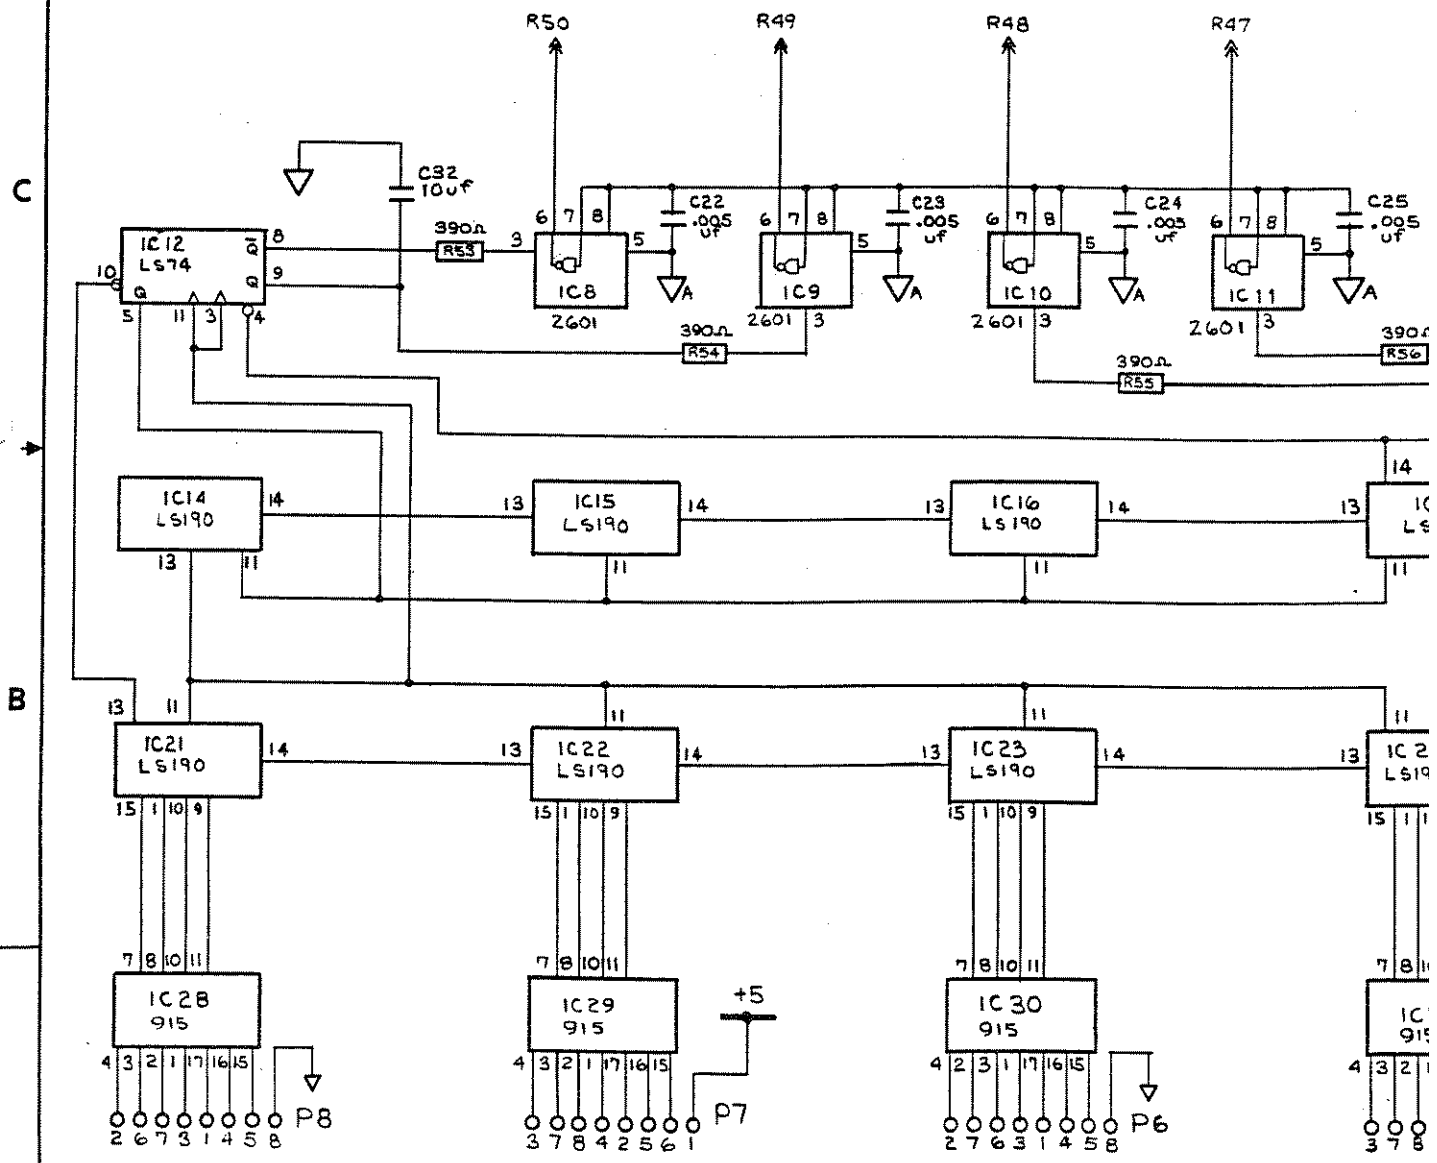 R50 R49 R48 R47
C
C32
10uf
C22
.005
uf
C23
.005
uf
C24
.005
uf
C25
.005
uf
6 7 8 6 7 8 6 7 8 6 7 8
IC12
LS74
Q̅ 8
Q 9
10
Q
5 11 3 4
390Ω
R53
3 5
IC8
2601
A
5
IC9
2601 3
A
5
IC10
2601 3
A
5
IC11
2601 3
A
390Ω
R54
390Ω
R55
390Ω
R56
IC14
LS190
14
13 11
13
IC15
LS190
14
11
13
IC16
LS190
14
11
14
13
11
B
13 11
IC21
LS190
14
15 1 10 9
11
13
IC22
LS190
14
15 1 10 9
11
13
IC23
LS190
14
15 1 10 9
11
13
IC2
LS19
15 1 1
7 8 10 11
IC28
915
4 3 2 1 17 16 15
P8
2 6 7 3 1 4 5 8
7 8 10 11
IC29
915
+5
4 3 2 1 17 16 15
P7
3 7 8 4 2 5 6 1
7 8 10 11
IC30
915
4 2 3 1 17 16 15
P6
2 7 6 3 1 4 5 8
7 8 10
IC
915
4 3 2 1
3 7 8